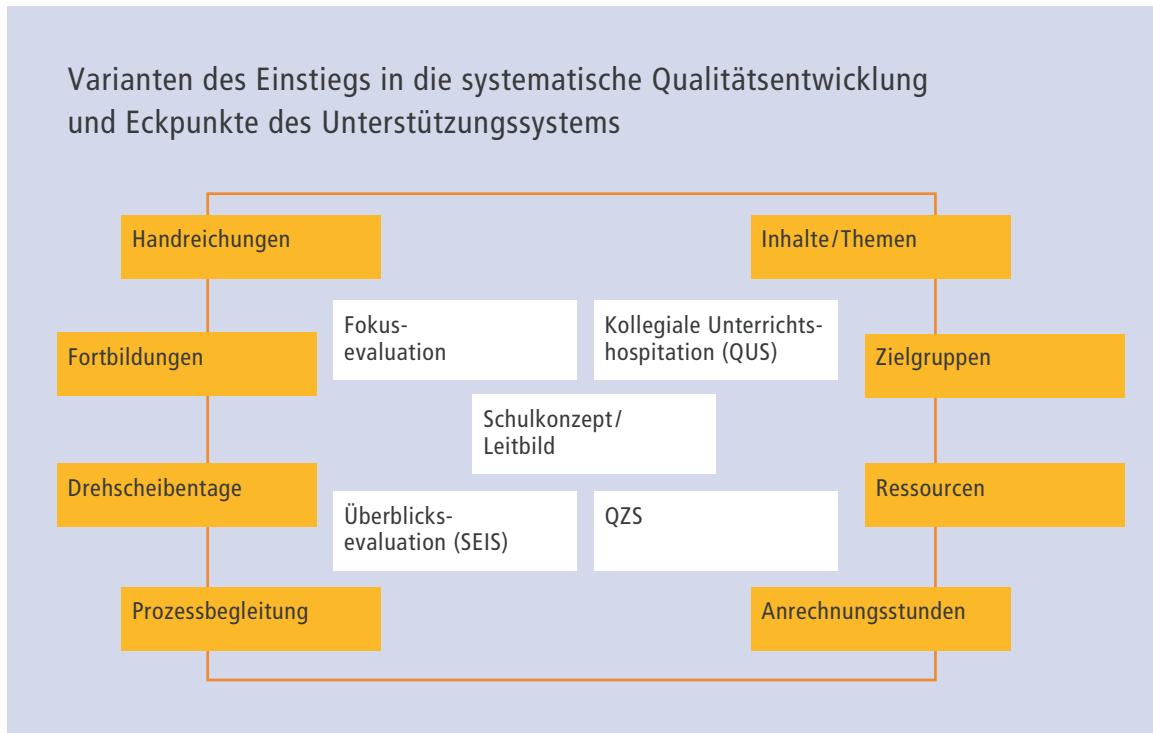 Varianten des Einstiegs in die systematische Qualitätsentwicklung
und Eckpunkte des Unterstützungssystems
Handreichungen
Inhalte/Themen
Fokus-
evaluation
Kollegiale Unterrichts-
hospitation (QUS)
Fortbildungen
Zielgruppen
Schulkonzept/
Leitbild
Drehscheibentage
Ressourcen
Überblicks-
evaluation (SEIS)
QZS
Prozessbegleitung
Anrechnungsstunden